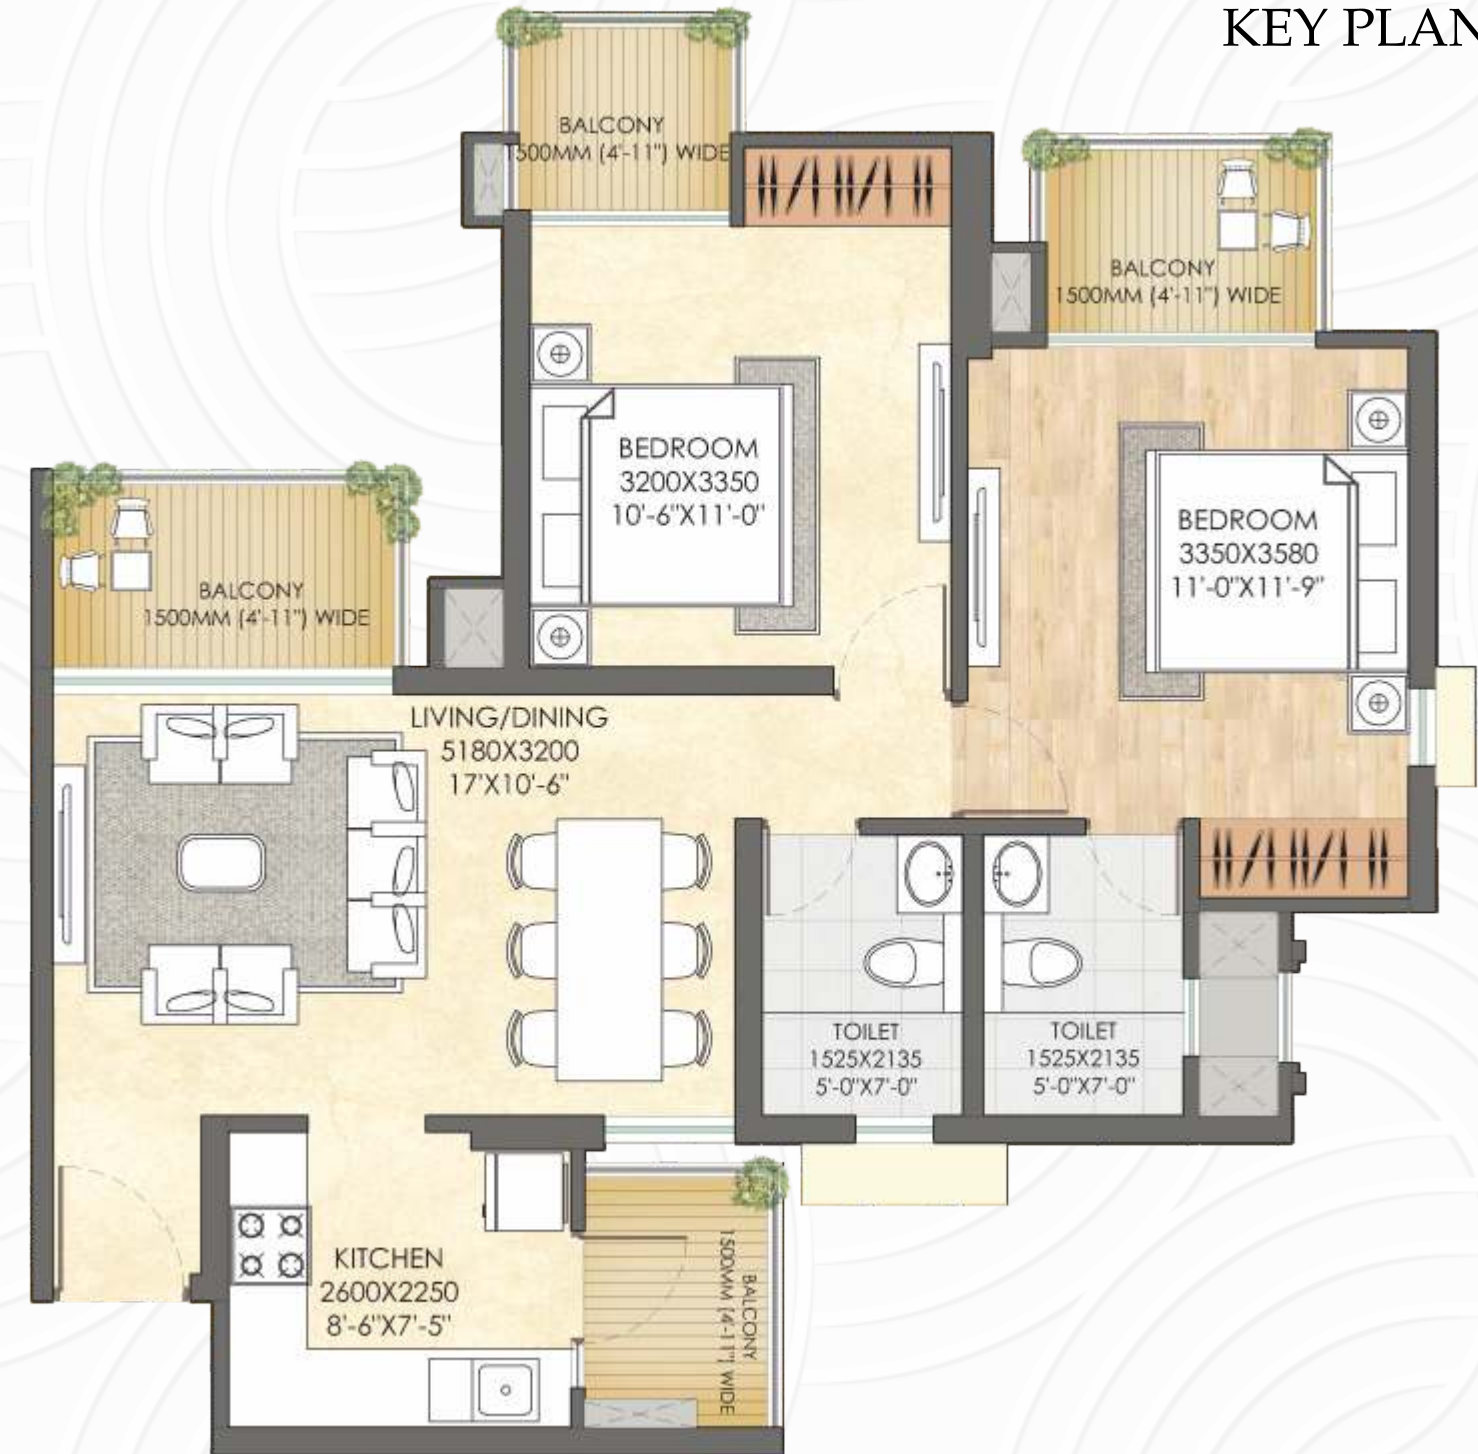 KEY PLAN
BALCONY
1500MM (4'-11") WIDE
BALCONY
1500MM (4'-11") WIDE
BEDROOM
3200X3350
10'-6"X11'-0"
BEDROOM
3350X3580
11'-0"X11'-9"
BALCONY
1500MM (4'-11") WIDE
LIVING/DINING
5180X3200
17'X10'-6"
TOILET
1525X2135
5'-0"X7'-0"
TOILET
1525X2135
5'-0"X7'-0"
KITCHEN
2600X2250
8'-6"X7'-5"
BALCONY
1500MM (4'-11") WIDE